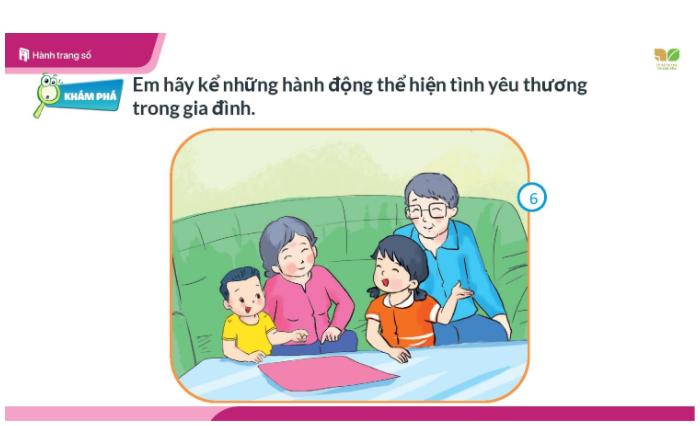 Hành trang số
KHÁM PHÁ
Em hãy kể những hành động thể hiện tình yêu thương
trong gia đình.
6